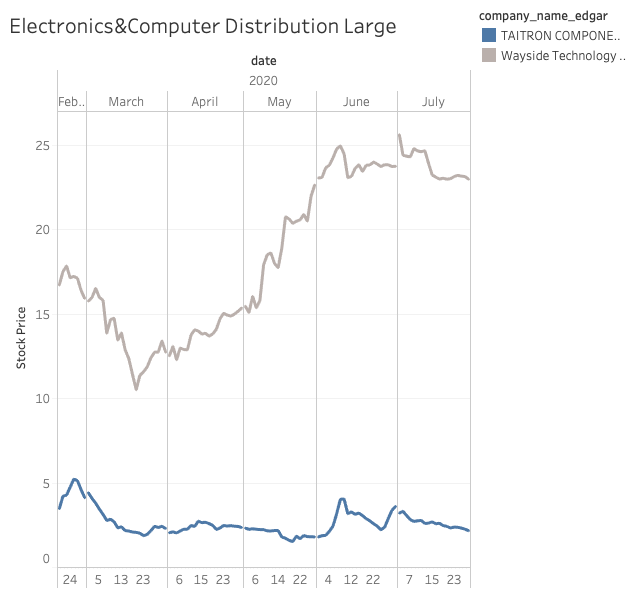 Electronics&Computer Distribution Large
company_name_edgar
TAITRON COMPONE..
Wayside Technology ..
date
2020
Feb.. March April May June July
25
20
15
10
5
0
Stock Price
24 5 13 23 6 15 23 6 14 22 4 12 22 7 15 23